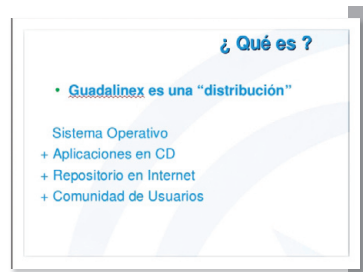 ¿ Qué es ?
• Guadalinex es una “distribución”
Sistema Operativo
+ Aplicaciones en CD
+ Repositorio en Internet
+ Comunidad de Usuarios